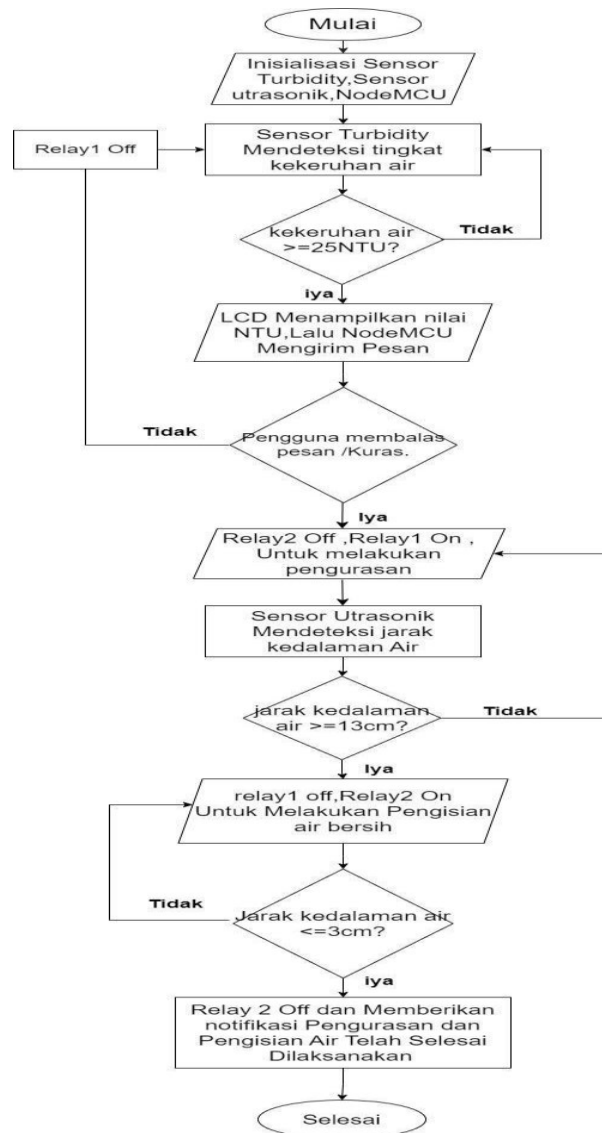 Mulai
Inisialisasi Sensor
Turbidity,Sensor
utrasonik,NodeMCU
Relay1 Off
Sensor Turbidity
Mendeteksi tingkat
kekeruhan air
kekeruhan air
>=25NTU?
Tidak
iya
LCD Menampilkan nilai
NTU,Lalu NodeMCU
Mengirim Pesan
Tidak
Pengguna membalas
pesan /Kuras.
Iya
Relay2 Off ,Relay1 On ,
Untuk melakukan
pengurasan
Sensor Utrasonik
Mendeteksi jarak
kedalaman Air
jarak kedalaman
air >=13cm?
Tidak
Iya
relay1 off,Relay2 On
Untuk Melakukan Pengisian
air bersih
Tidak
Jarak kedalaman air
<=3cm?
iya
Relay 2 Off dan Memberikan
notifikasi Pengurasan dan
Pengisian Air Telah Selesai
Dilaksanakan
Selesai